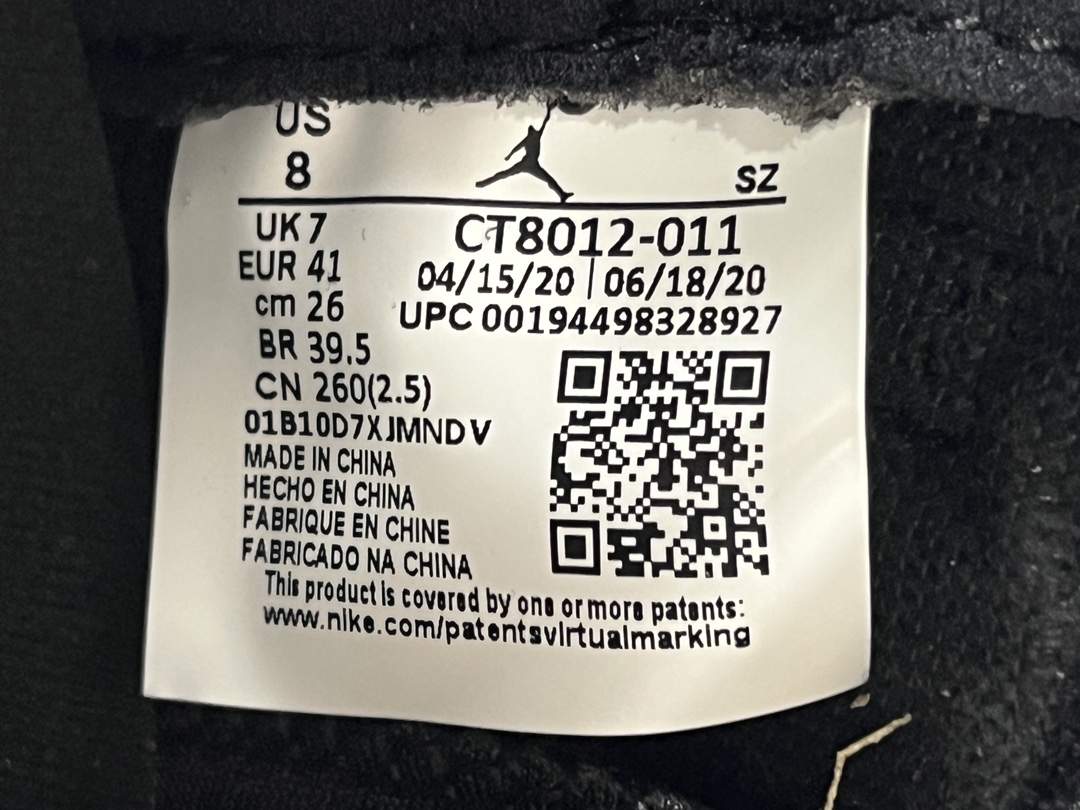 US
8
SZ
UK 7
CT8012-011
EUR 41
04/15/20 | 06/18/20
cm 26
UPC 00194498328927
BR 39.5
CN 260(2.5)
01B10D7XJMND V
MADE IN CHINA
HECHO EN CHINA
FABRIQUE EN CHINE
FABRICADO NA CHINA
This product is covered by one or more patents:
www.nike.com/patentsvirtualmarking